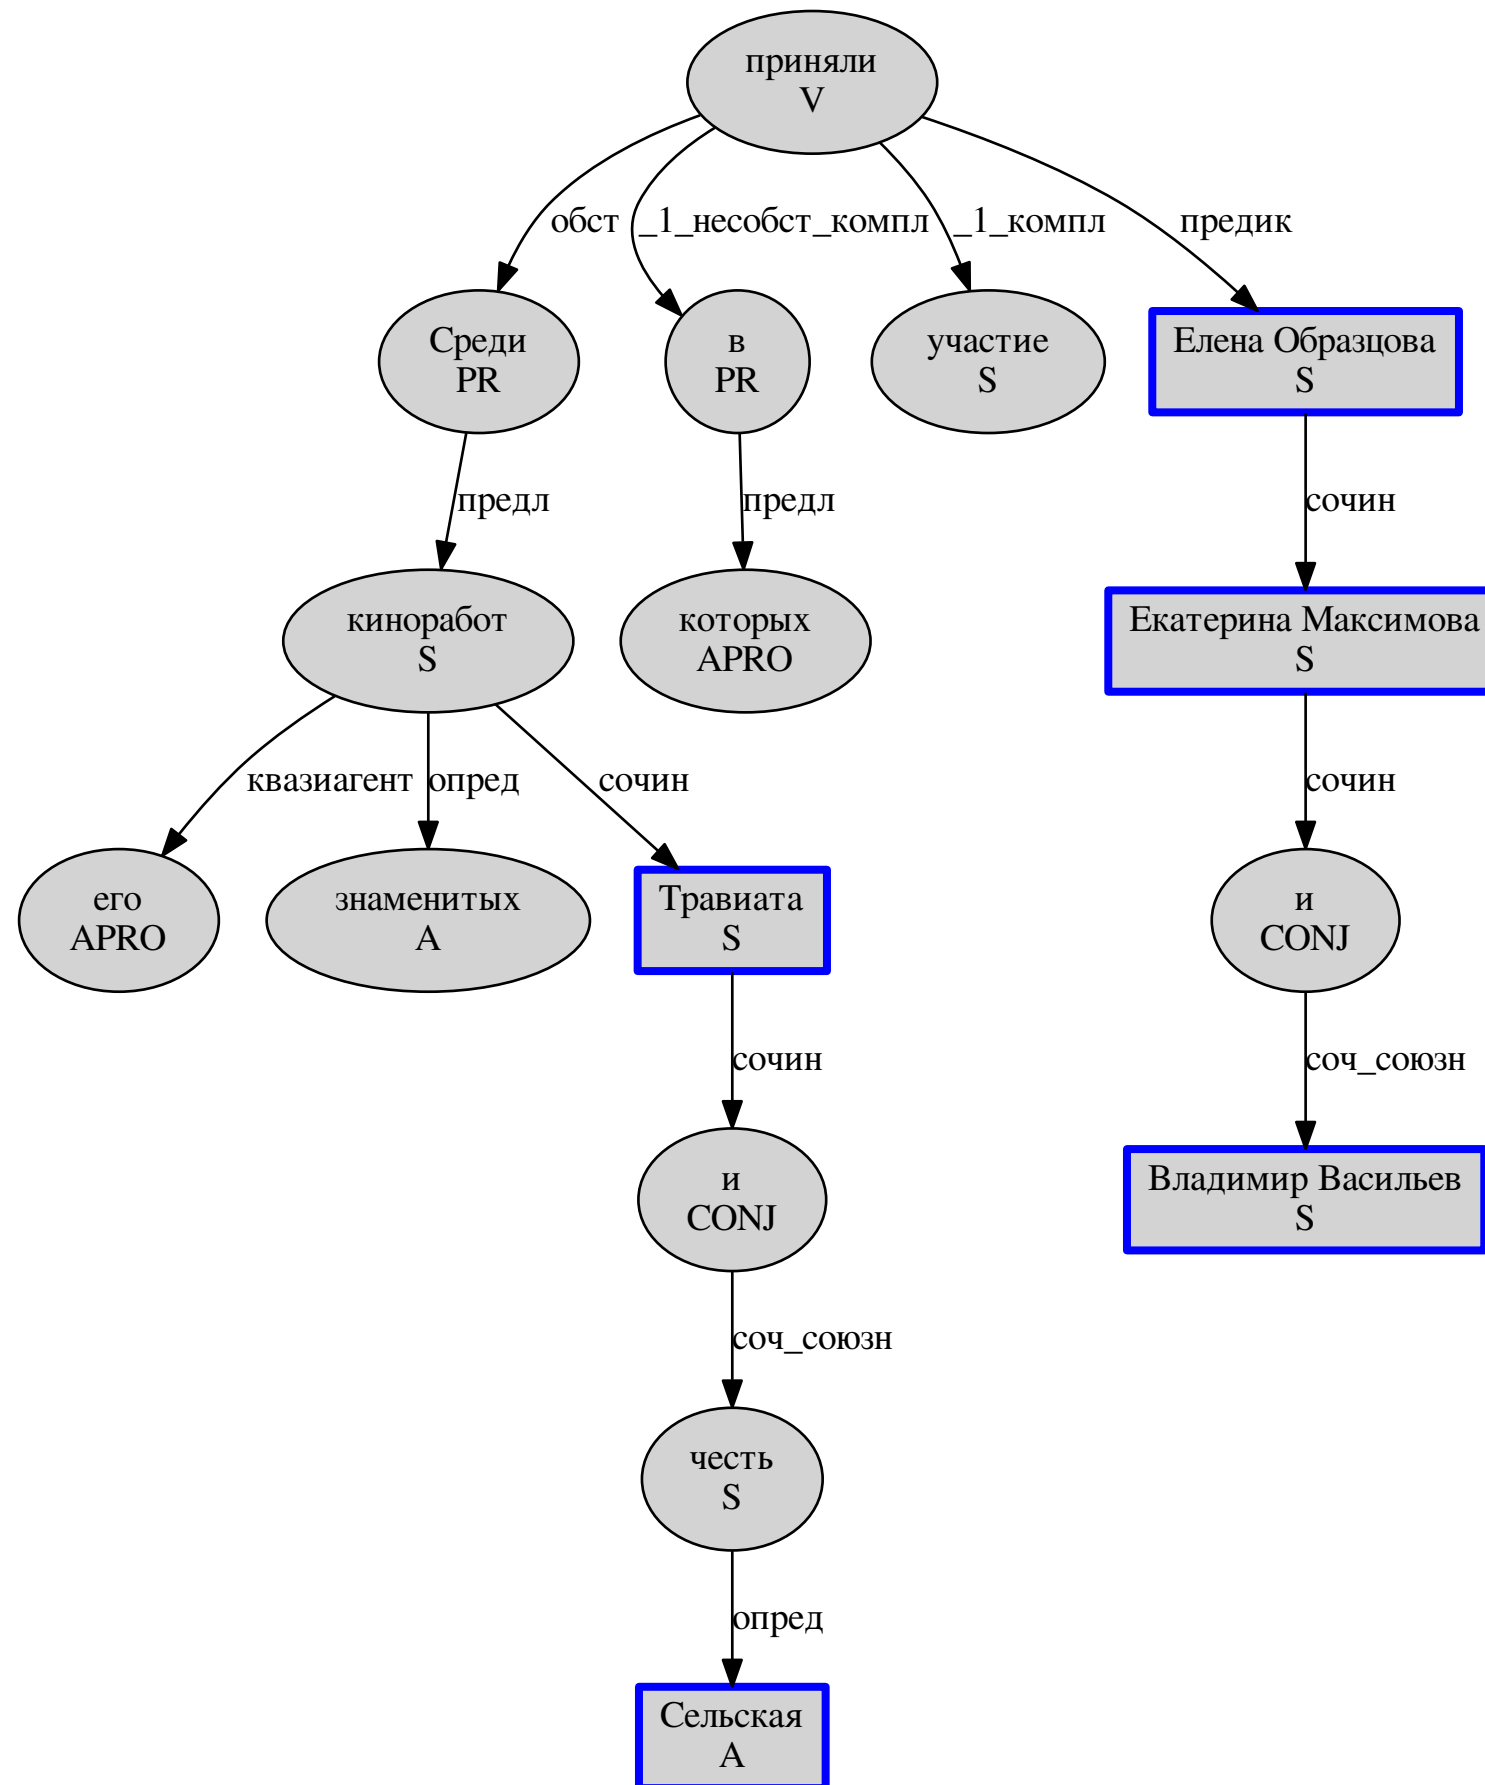 приняли
V
обст
_1_несобст_компл
_1_компл
предик
Среди
PR
в
PR
участие
S
Елена Образцова
S
предл
предл
сочин
киноработ
S
которых
APRO
Екатерина Максимова
S
квазиагент
опред
сочин
сочин
его
APRO
знаменитых
A
Травиата
S
и
CONJ
сочин
соч_союзн
и
CONJ
Владимир Васильев
S
соч_союзн
честь
S
опред
Сельская
A